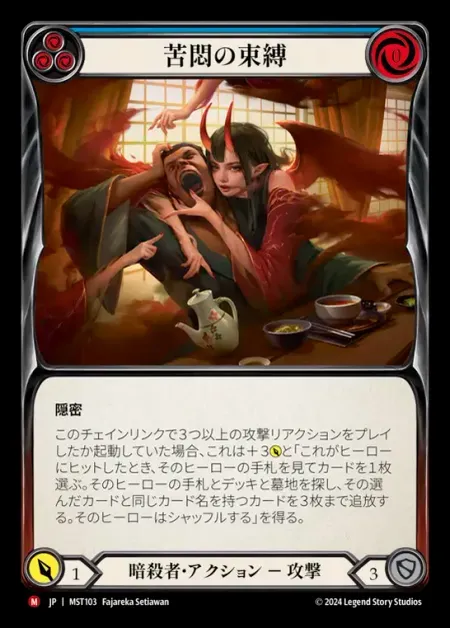 苦悶の束縛
0
隠密
このチェインリンクで3つ以上の攻撃リアクションをプレイ
したか起動していた場合、これは＋3と「これがヒーロー
にヒットしたとき、そのヒーローの手札を見てカードを1枚
選ぶ。そのヒーローの手札とデッキと墓地を探し、その選
んだカードと同じカード名を持つカードを3枚まで追放す
る。そのヒーローはシャッフルする」を得る。
1
暗殺者・アクション － 攻撃
3
M JP | MST103 Fajareka Setiawan
© 2024 Legend Story Studios